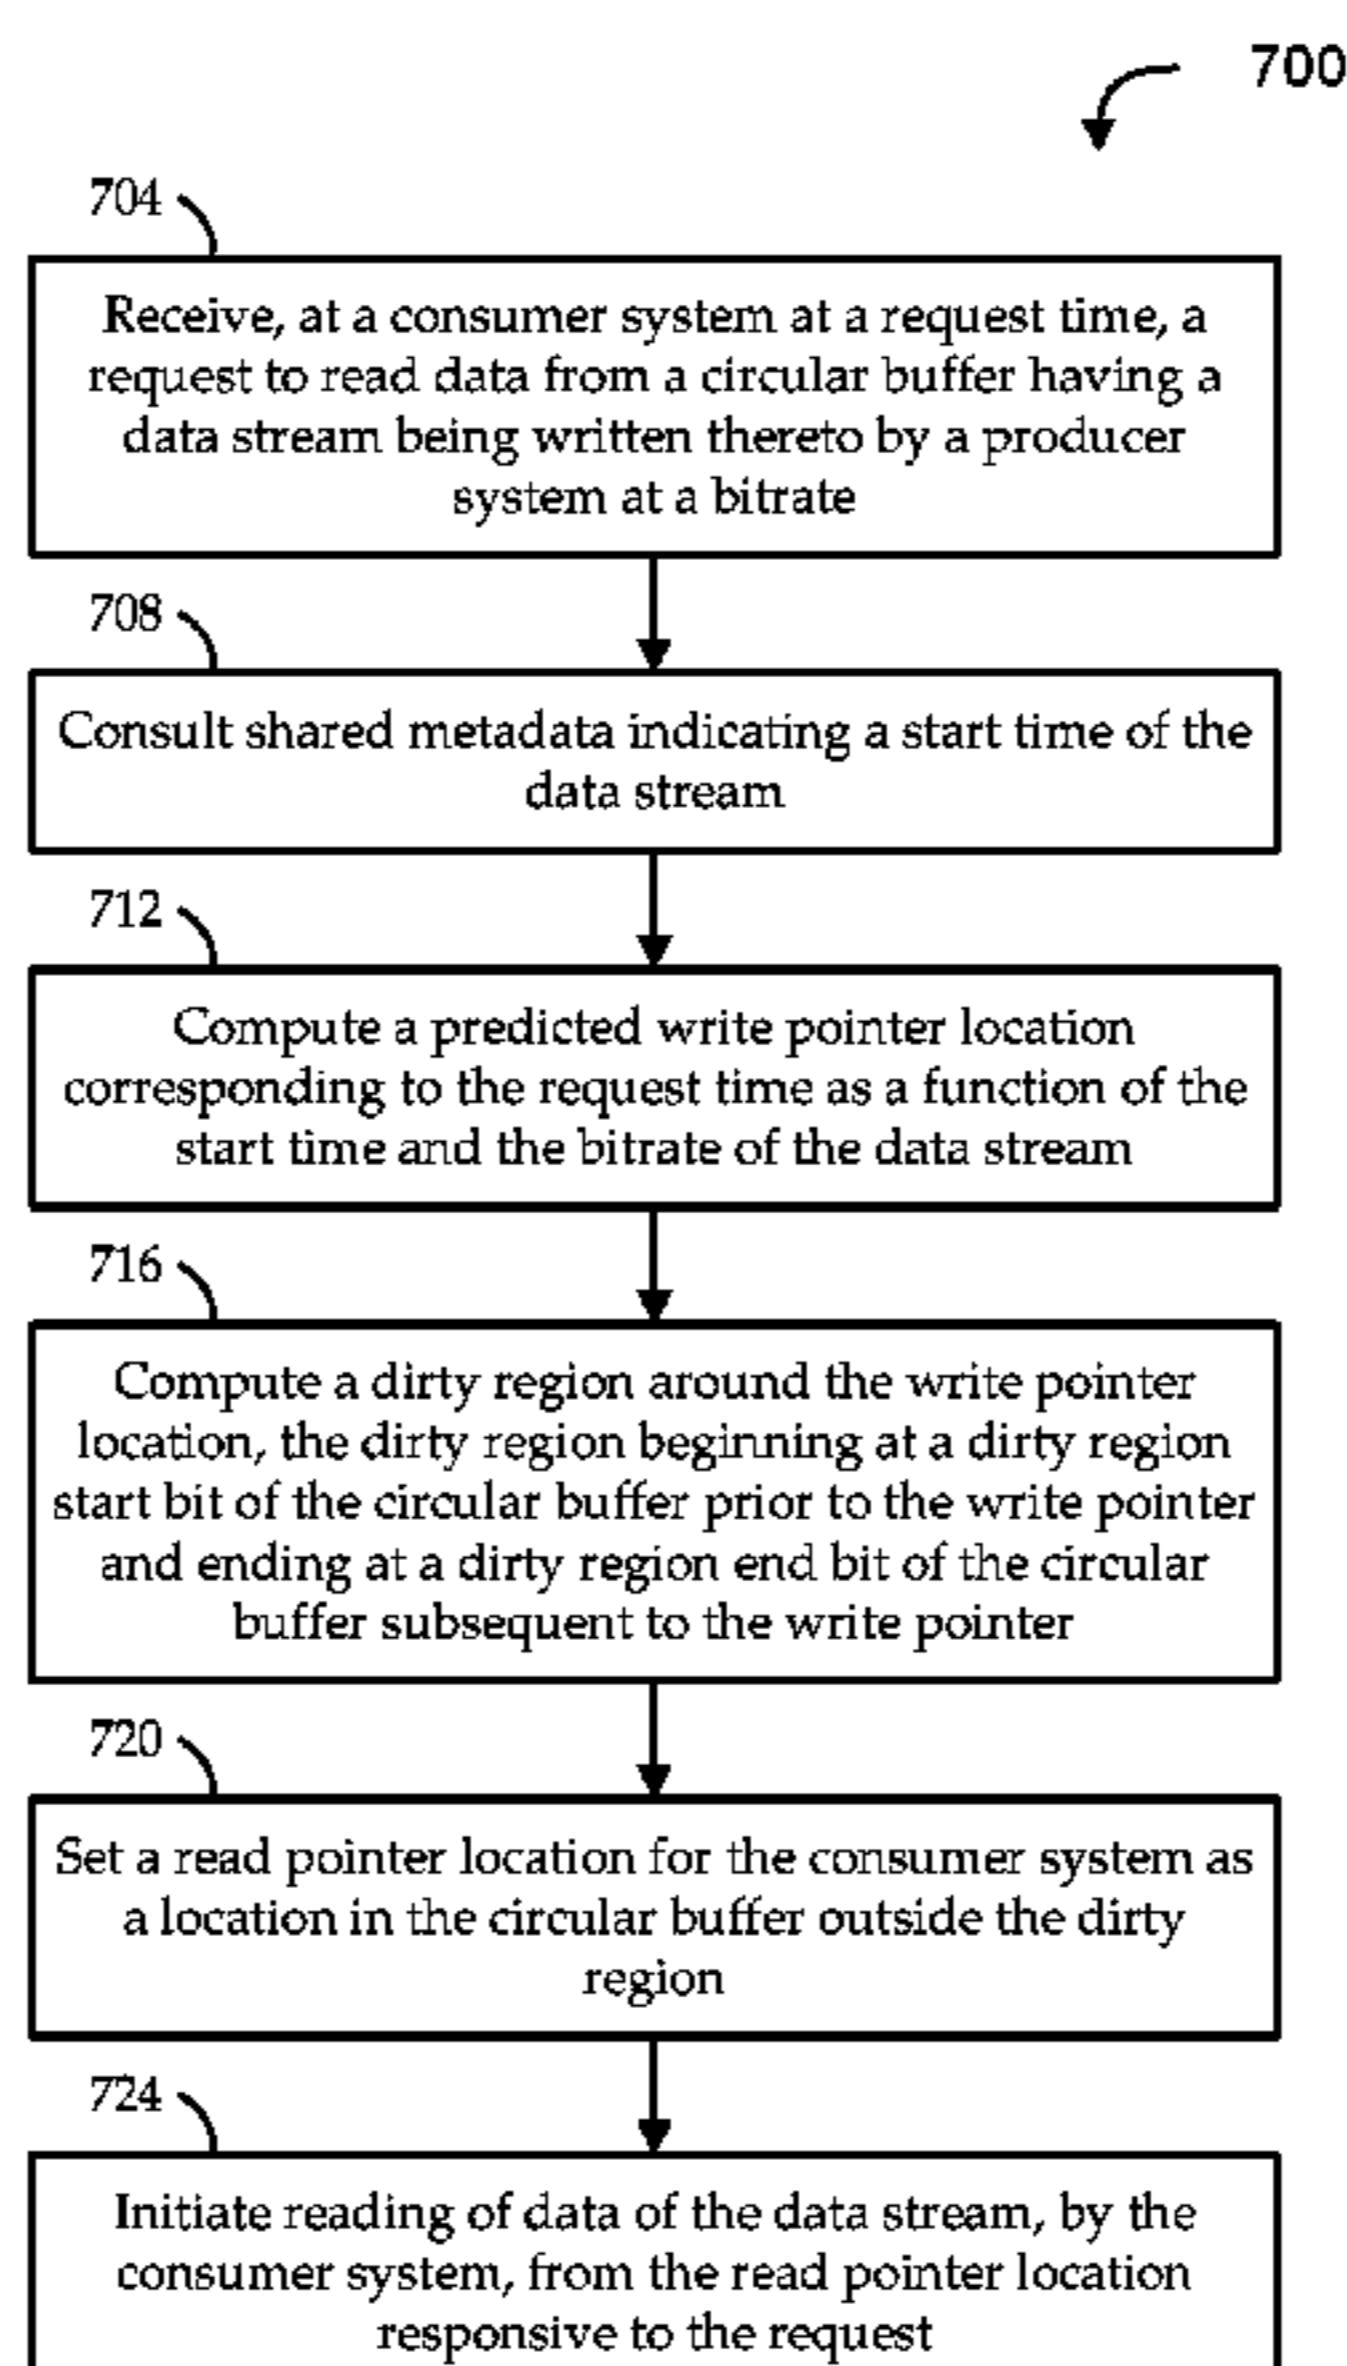 700
704
Receive, at a consumer system at a request time, a
request to read data from a circular buffer having a
data stream being written thereto by a producer
system at a bitrate
708
Consult shared metadata indicating a start time of the
data stream
712
Compute a predicted write pointer location
corresponding to the request time as a function of the
start time and the bitrate of the data stream
716
Compute a dirty region around the write pointer
location, the dirty region beginning at a dirty region
start bit of the circular buffer prior to the write pointer
and ending at a dirty region end bit of the circular
buffer subsequent to the write pointer
720
Set a read pointer location for the consumer system as
a location in the circular buffer outside the dirty
region
724
Initiate reading of data of the data stream, by the
consumer system, from the read pointer location
responsive to the request